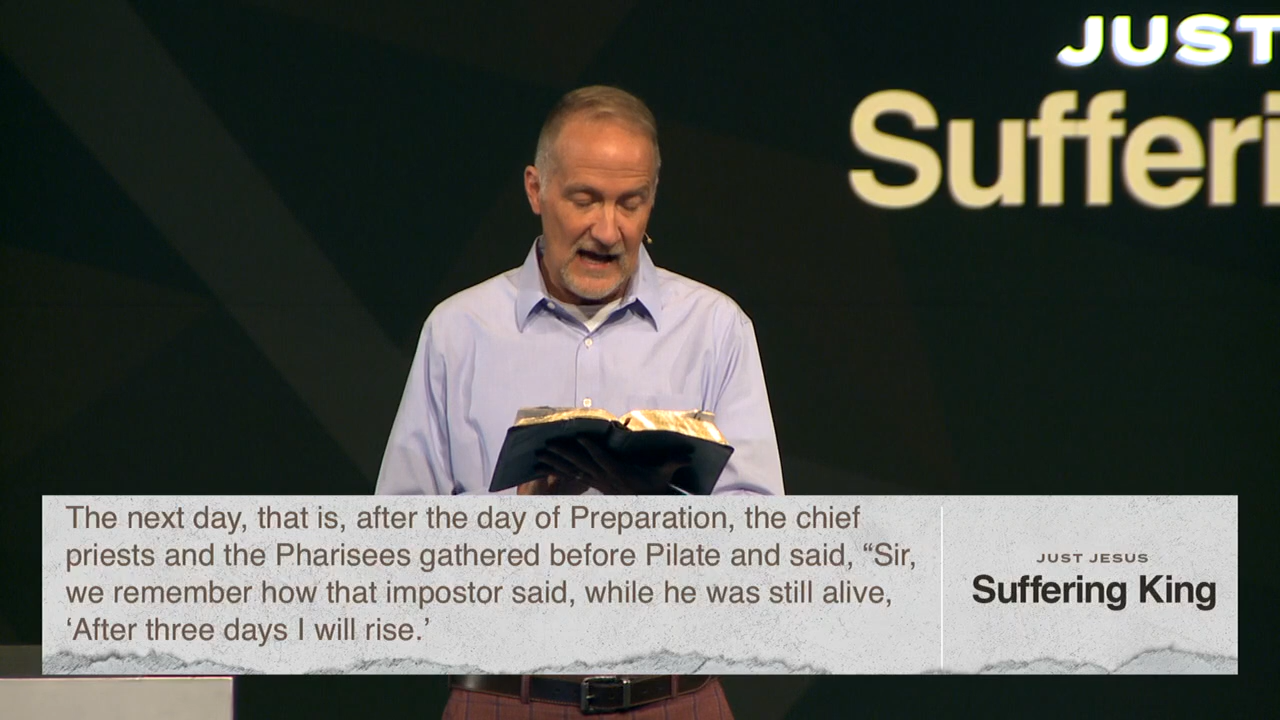 JUST
Sufferi
The next day, that is, after the day of Preparation, the chief
priests and the Pharisees gathered before Pilate and said, “Sir,
we remember how that impostor said, while he was still alive,
‘After three days I will rise.’
JUST JESUS
Suffering King